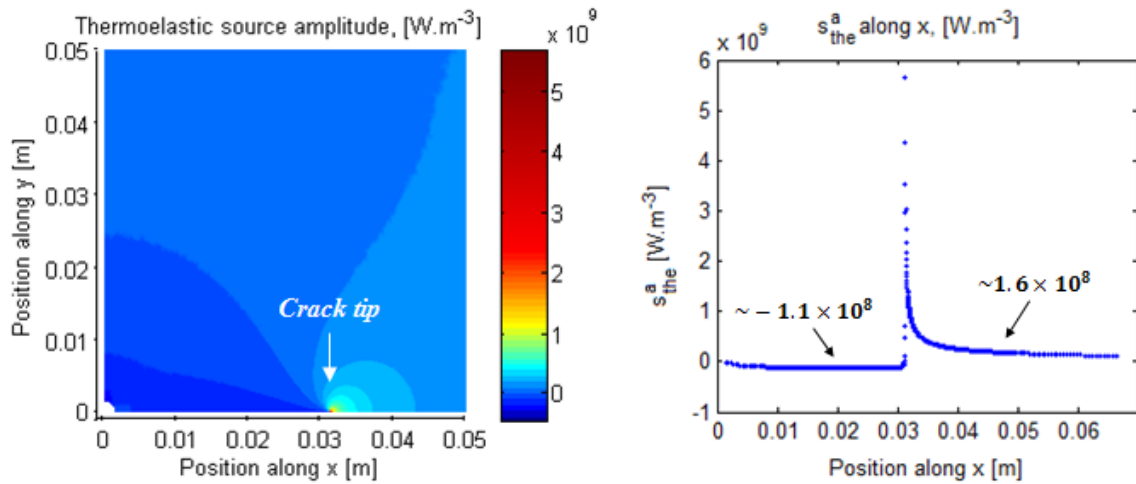 Thermoelastic source amplitude, [W.m-3]
× 10^9
0.05
0.04
0.03
0.02
0.01
0
Position along y [m]
Crack tip
0 0.01 0.02 0.03 0.04 0.05
Position along x [m]
5
4
3
2
1
0
s^a_the along x, [W.m-3]
× 10^9
6
5
4
3
2
1
0
-1
s^a_the [W.m-3]
~ − 1.1 × 10^8
~1.6 × 10^8
0 0.01 0.02 0.03 0.04 0.05 0.06
Position along x [m]